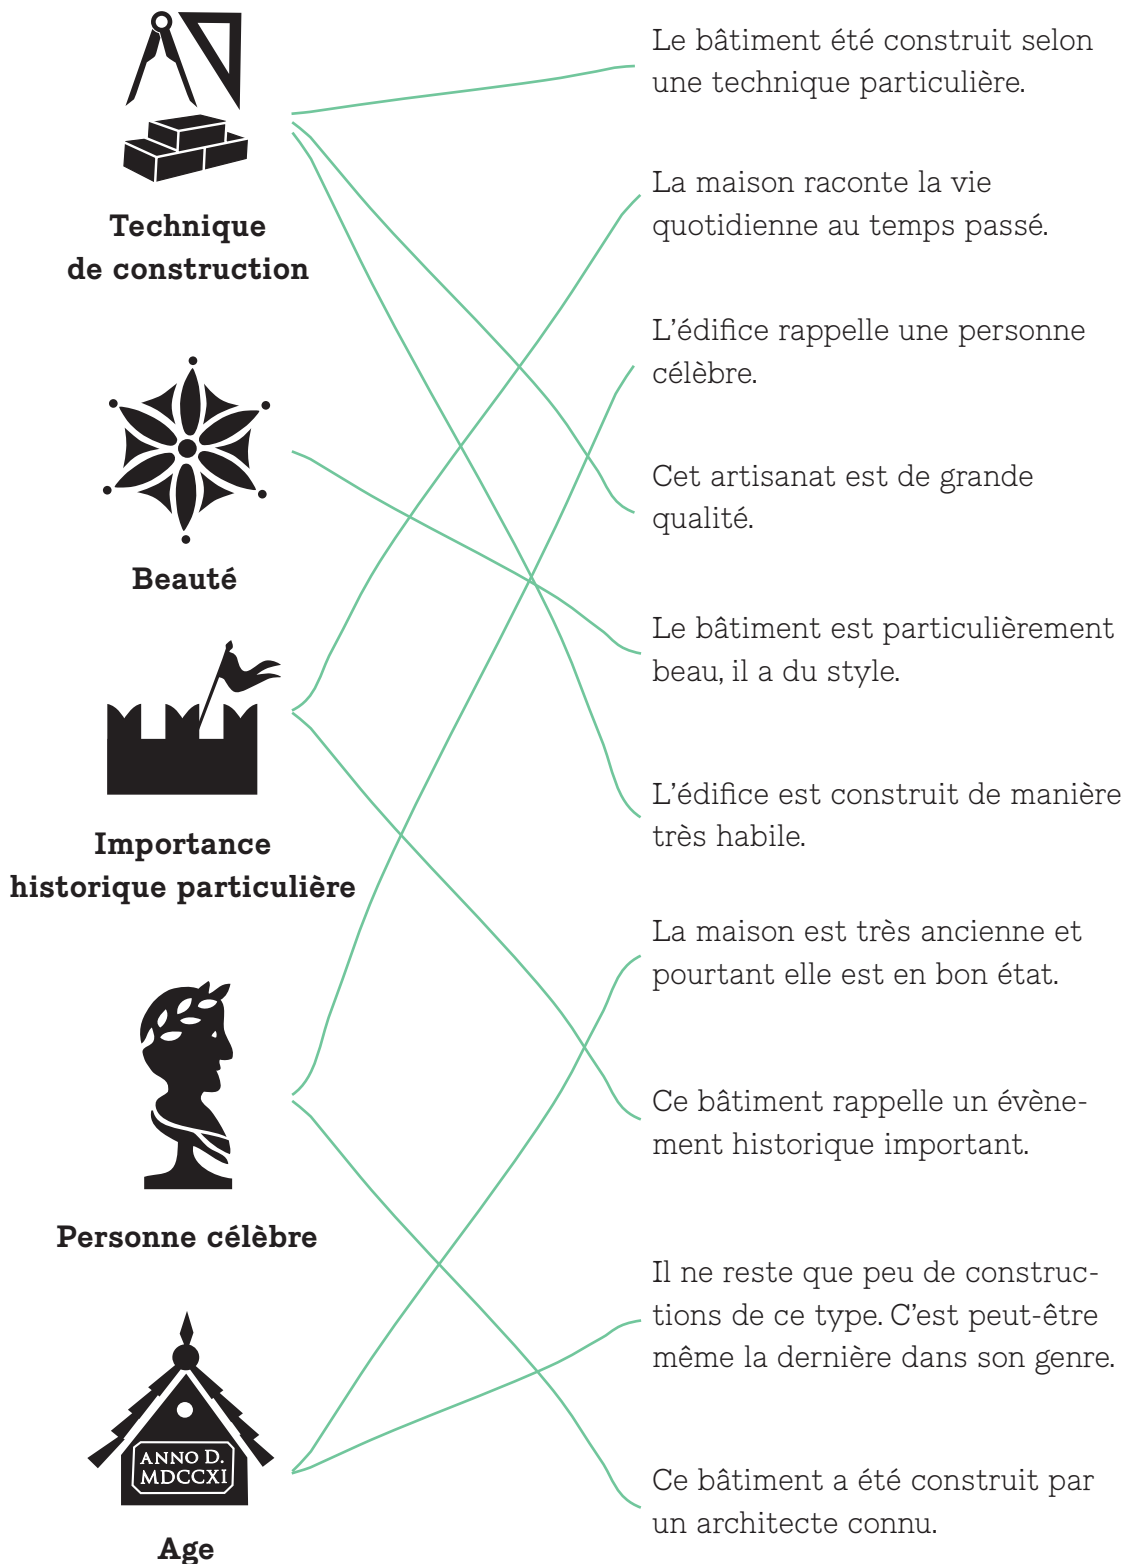 Le bâtiment été construit selon
une technique particulière.
Technique
de construction
La maison raconte la vie
quotidienne au temps passé.
L’édifice rappelle une personne
célèbre.
Cet artisanat est de grande
qualité.
Beauté
Le bâtiment est particulièrement
beau, il a du style.
L’édifice est construit de manière
très habile.
Importance
historique particulière
La maison est très ancienne et
pourtant elle est en bon état.
Ce bâtiment rappelle un évène-
ment historique important.
Personne célèbre
Il ne reste que peu de construc-
tions de ce type. C’est peut-être
même la dernière dans son genre.
ANNO D.
MDCCXI
Age
Ce bâtiment a été construit par
un architecte connu.